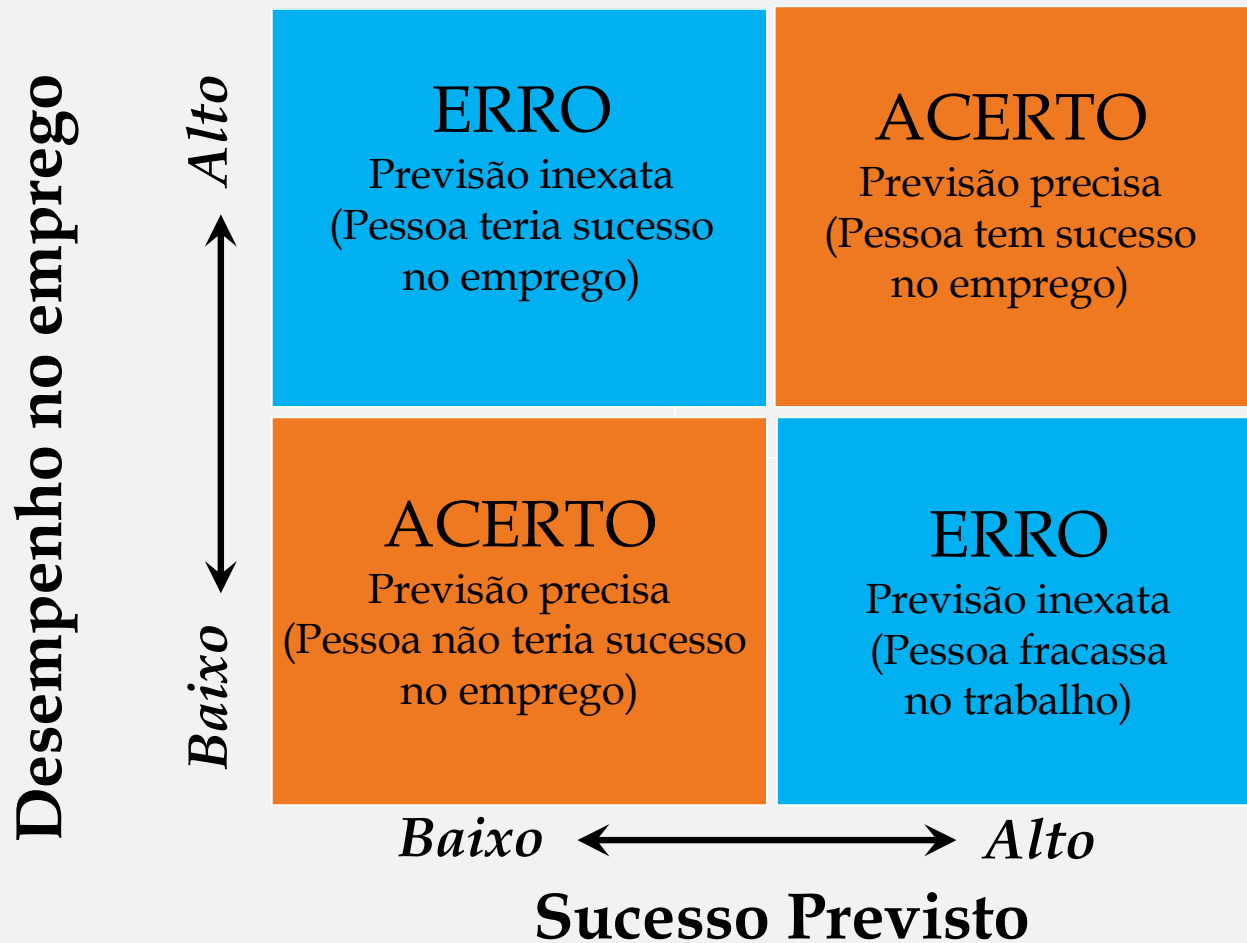 Desempenho no emprego
Alto
Baixo
ERRO
Previsão inexata
(Pessoa teria sucesso
no emprego)
ACERTO
Previsão precisa
(Pessoa tem sucesso
no emprego)
ACERTO
Previsão precisa
(Pessoa não teria sucesso
no emprego)
ERRO
Previsão inexata
(Pessoa fracassa
no trabalho)
Baixo
Alto
Sucesso Previsto